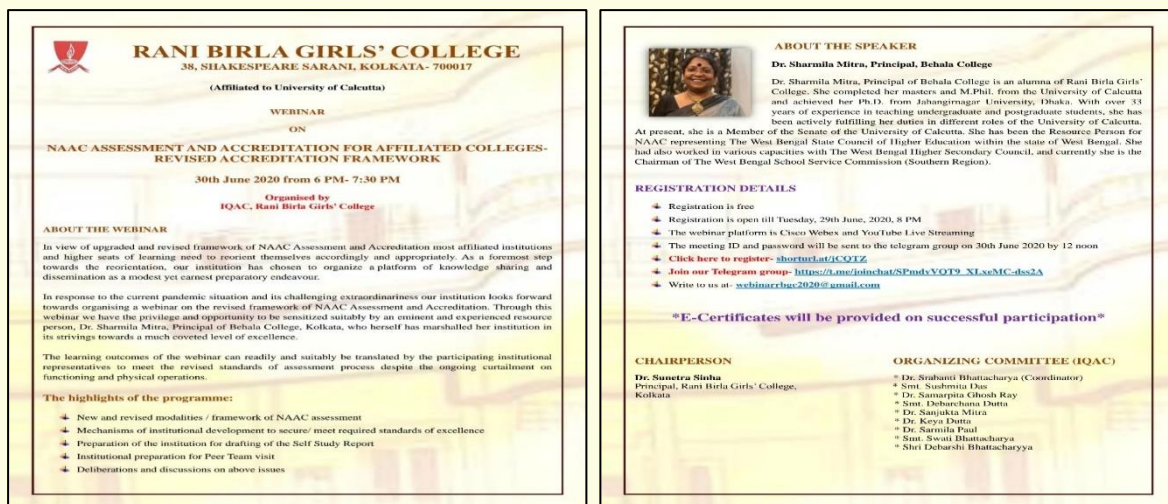 RANI BIRLA GIRLS' COLLEGE
38, SHAKESPEARE SARANI, KOLKATA- 700017
(Affiliated to University of Calcutta)
WEBINAR
ON
NAAC ASSESSMENT AND ACCREDITATION FOR AFFILIATED COLLEGES-
REVISED ACCREDITATION FRAMEWORK
30th June 2020 from 6 PM- 7:30 PM
Organised by
IQAC, Rani Birla Girls' College
ABOUT THE WEBINAR
In view of upgraded and revised framework of NAAC Assessment and Accreditation most affiliated institutions
and higher seats of learning need to reorient themselves accordingly and appropriately. As a foremost step
towards the reorientation, our institution has chosen to organize a platform of knowledge sharing and
dissemination as a modest yet earnest preparatory endeavour.
In response to the current pandemic situation and its challenging extraordinariness our institution looks forward
towards organising a webinar on the revised framework of NAAC Assessment and Accreditation. Through this
webinar we have the privilege and opportunity to be sensitized suitably by an eminent and experienced resource
person, Dr. Sharmila Mitra, Principal of Behala College, Kolkata, who herself has marshalled her institution in
its strivings towards a much coveted level of excellence.
The learning outcomes of the webinar can readily and suitably be translated by the participating institutional
representatives to meet the revised standards of assessment process despite the ongoing curtailment on
functioning and physical operations.
The highlights of the programme:
New and revised modalities / framework of NAAC assessment
Mechanisms of institutional development to secure/ meet required standards of excellence
Preparation of the institution for drafting of the Self Study Report
Institutional preparation for Peer Team visit
Deliberations and discussions on above issues
ABOUT THE SPEAKER
Dr. Sharmila Mitra, Principal, Behala College
Dr. Sharmila Mitra, Principal of Behala College is an alumna of Rani Birla Girls'
College. She completed her masters and M.Phil. from the University of Calcutta
and achieved her Ph.D. from Jahangirnagar University, Dhaka. With over 33
years of experience in teaching undergraduate and postgraduate students, she has
been actively fulfilling her duties in different roles of the University of Calcutta.
At present, she is a Member of the Senate of the University of Calcutta. She has been the Resource Person for
NAAC representing The West Bengal State Council of Higher Education within the state of West Bengal. She
had also worked in various capacities with The West Bengal Higher Secondary Council, and currently she is the
Chairman of The West Bengal School Service Commission (Southern Region).
REGISTRATION DETAILS
Registration is free
Registration is open till Tuesday, 29th June, 2020, 8 PM
The webinar platform is Cisco Webex and YouTube Live Streaming
The meeting ID and password will be sent to the telegram group on 30th June 2020 by 12 noon
Click here to register- shorturl.at/jCQTZ
Join our Telegram group- https://t.me/joinchat/SPmdyVQT9_XLxeMC-dss2A
Write to us at- webinarrbgc2020@gmail.com
*E-Certificates will be provided on successful participation*
CHAIRPERSON
Dr. Sunetra Sinha
Principal, Rani Birla Girls' College,
Kolkata
ORGANIZING COMMITTEE (IQAC)
* Dr. Srabanti Bhattacharya (Coordinator)
* Smt. Sushmita Das
* Dr. Samarpita Ghosh Ray
* Smt. Debarchana Dutta
* Dr. Sanjukta Mitra
* Dr. Keya Dutta
* Dr. Sarmila Paul
* Smt. Swati Bhattacharya
* Shri Debarshi Bhattacharyya